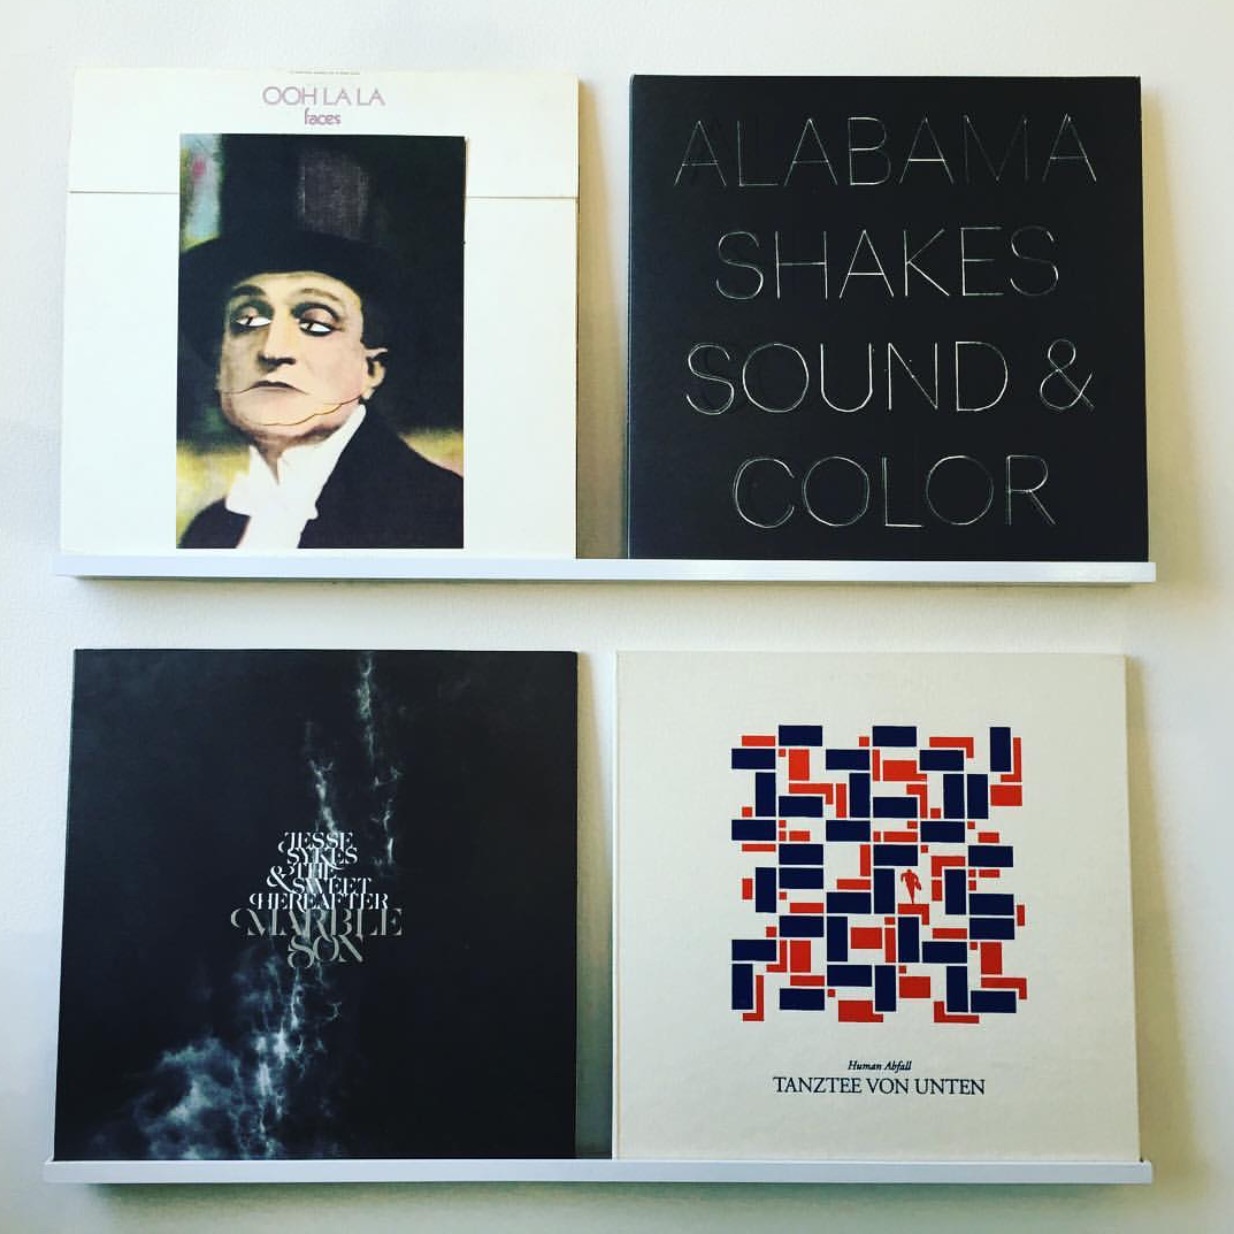 OOH LA LA
faces
ALABAMA
SHAKES
SOUND &
COLOR
JESSE
SYKES
THE
& SWEET
HEREAFTER
MARBLE
SON
Human Abfall
TANZTEE VON UNTEN